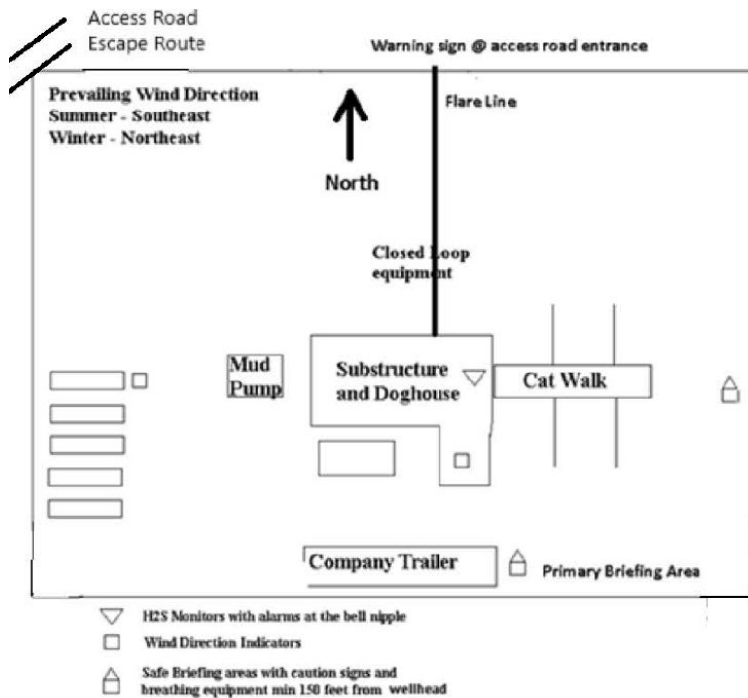 Access Road
Escape Route
Warning sign @ access road entrance
Prevailing Wind Direction
Summer - Southeast
Winter - Northeast
Flare Line
North
Closed Loop
equipment
Mud
Pump
Substructure
and Doghouse
Cat Walk
Company Trailer
Primary Briefing Area
H2S Monitors with alarms at the bell nipple
Wind Direction Indicators
Safe Briefing areas with caution signs and
breathing equipment min 150 feet from wellhead